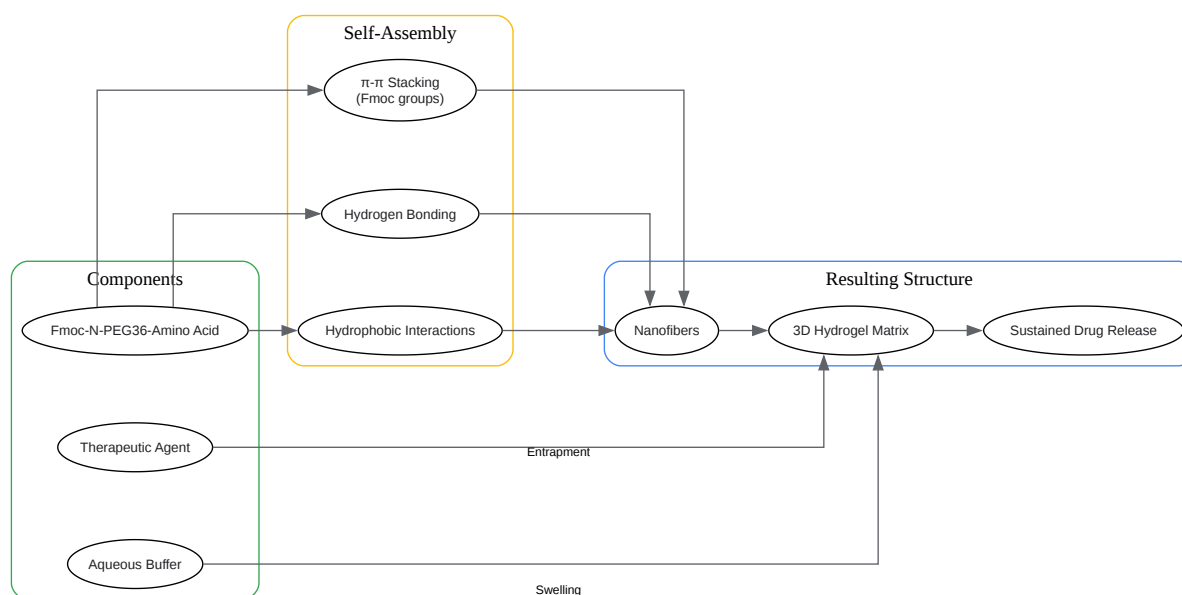 Self-Assembly
π-π Stacking
(Fmoc groups)
Hydrogen Bonding
Components
Resulting Structure
Fmoc-N-PEG36-Amino Acid
Hydrophobic Interactions
Nanofibers
3D Hydrogel Matrix
Sustained Drug Release
Therapeutic Agent
Entrapment
Aqueous Buffer
Swelling